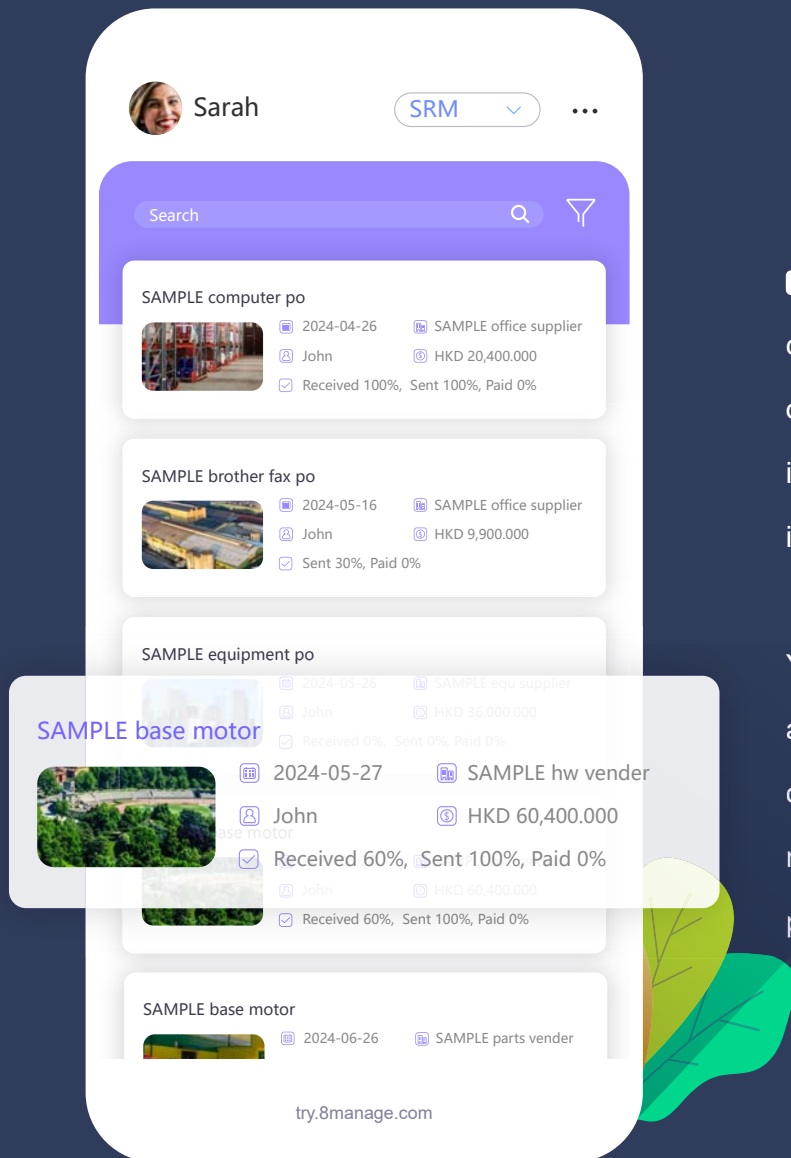 Sarah
SRM
Search
SAMPLE computer po
2024-04-26 SAMPLE office supplier
John HKD 20,400.000
Received 100%, Sent 100%, Paid 0%
SAMPLE brother fax po
2024-05-16 SAMPLE office supplier
John HKD 9,900.000
Sent 30%, Paid 0%
SAMPLE equipment po
2024-05-26 SAMPLE equ supplier
John HKD 36,000.000
Received 0%, Sent 0%, Paid 0%
SAMPLE base motor
2024-05-27 SAMPLE hw vender
John HKD 60,400.000
Received 60%, Sent 100%, Paid 0%
base motor
John HKD 60,400.000
Received 60%, Sent 100%, Paid 0%
SAMPLE base motor
2024-06-26 SAMPLE parts vender
try.8manage.com